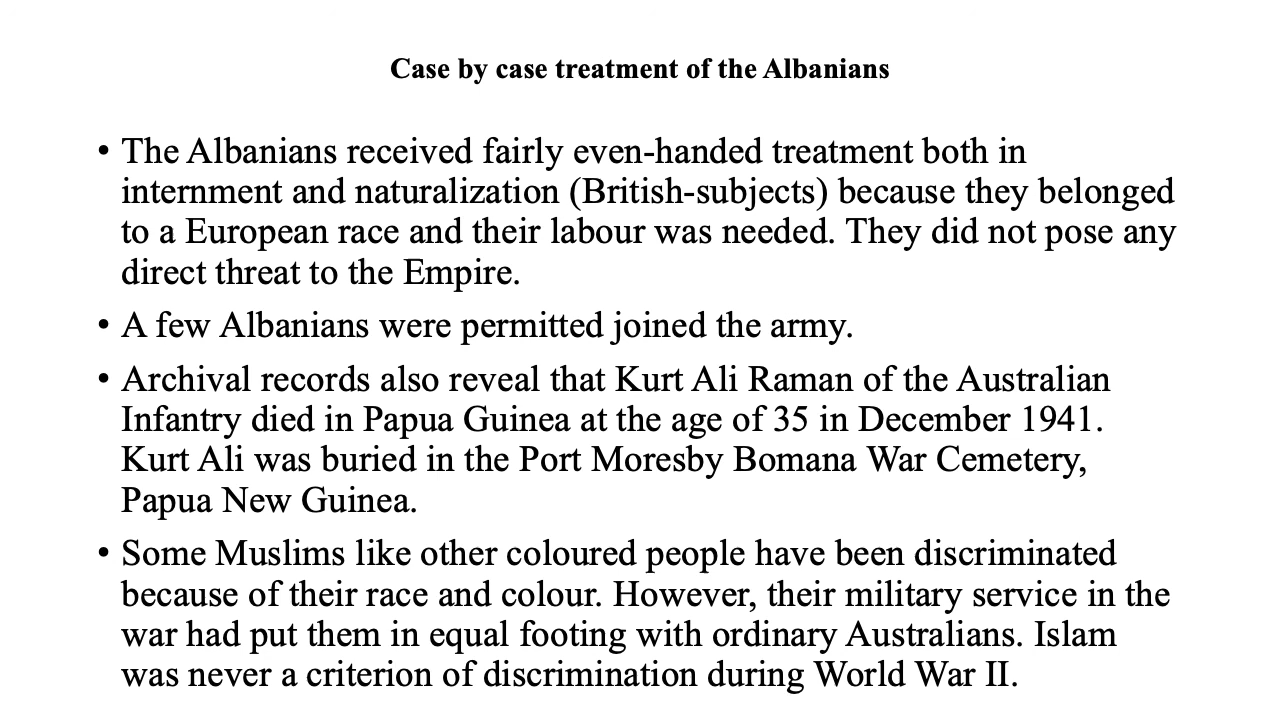 Case by case treatment of the Albanians
• The Albanians received fairly even-handed treatment both in
internment and naturalization (British-subjects) because they belonged
to a European race and their labour was needed. They did not pose any
direct threat to the Empire.
• A few Albanians were permitted joined the army.
• Archival records also reveal that Kurt Ali Raman of the Australian
Infantry died in Papua Guinea at the age of 35 in December 1941.
Kurt Ali was buried in the Port Moresby Bomana War Cemetery,
Papua New Guinea.
• Some Muslims like other coloured people have been discriminated
because of their race and colour. However, their military service in the
war had put them in equal footing with ordinary Australians. Islam
was never a criterion of discrimination during World War II.